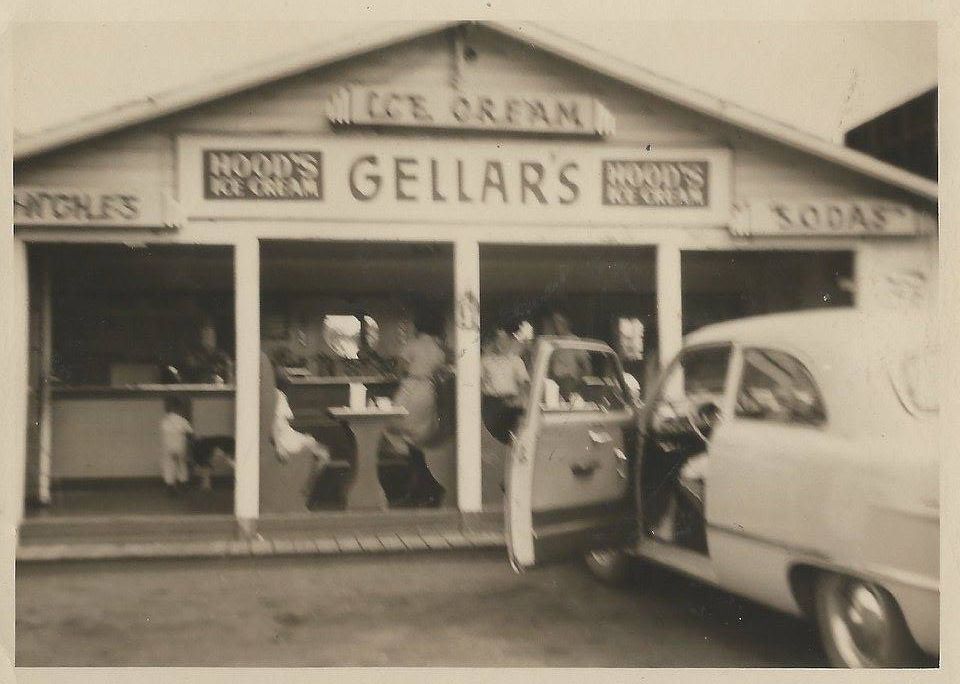 ICE CREAM
HOOD'S
ICE CREAM
GELLAR'S
HOOD'S
ICE CREAM
"SODAS"